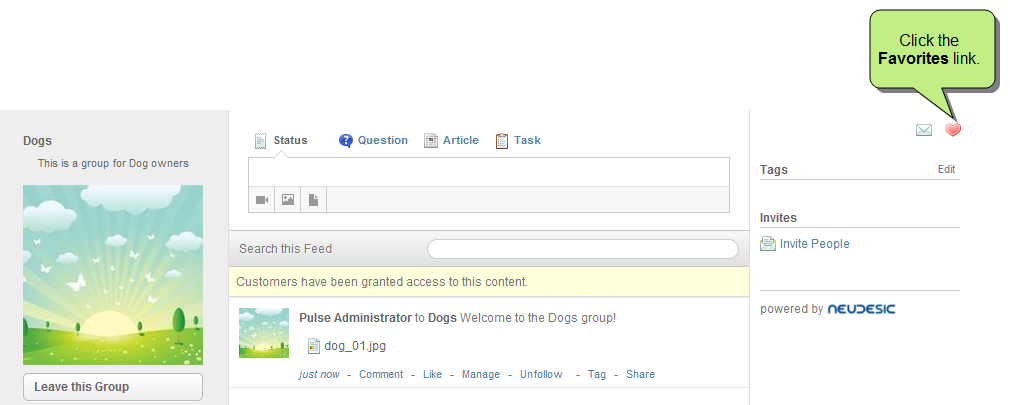 Click the
Favorites link.
Dogs
This is a group for Dog owners
Leave this Group
Status Question Article Task
Search this Feed
Customers have been granted access to this content.
Pulse Administrator to Dogs Welcome to the Dogs group!
dog_01.jpg
just now - Comment - Like - Manage - Unfollow - Tag - Share
Tags Edit
Invites
Invite People
powered by NEUDESIC